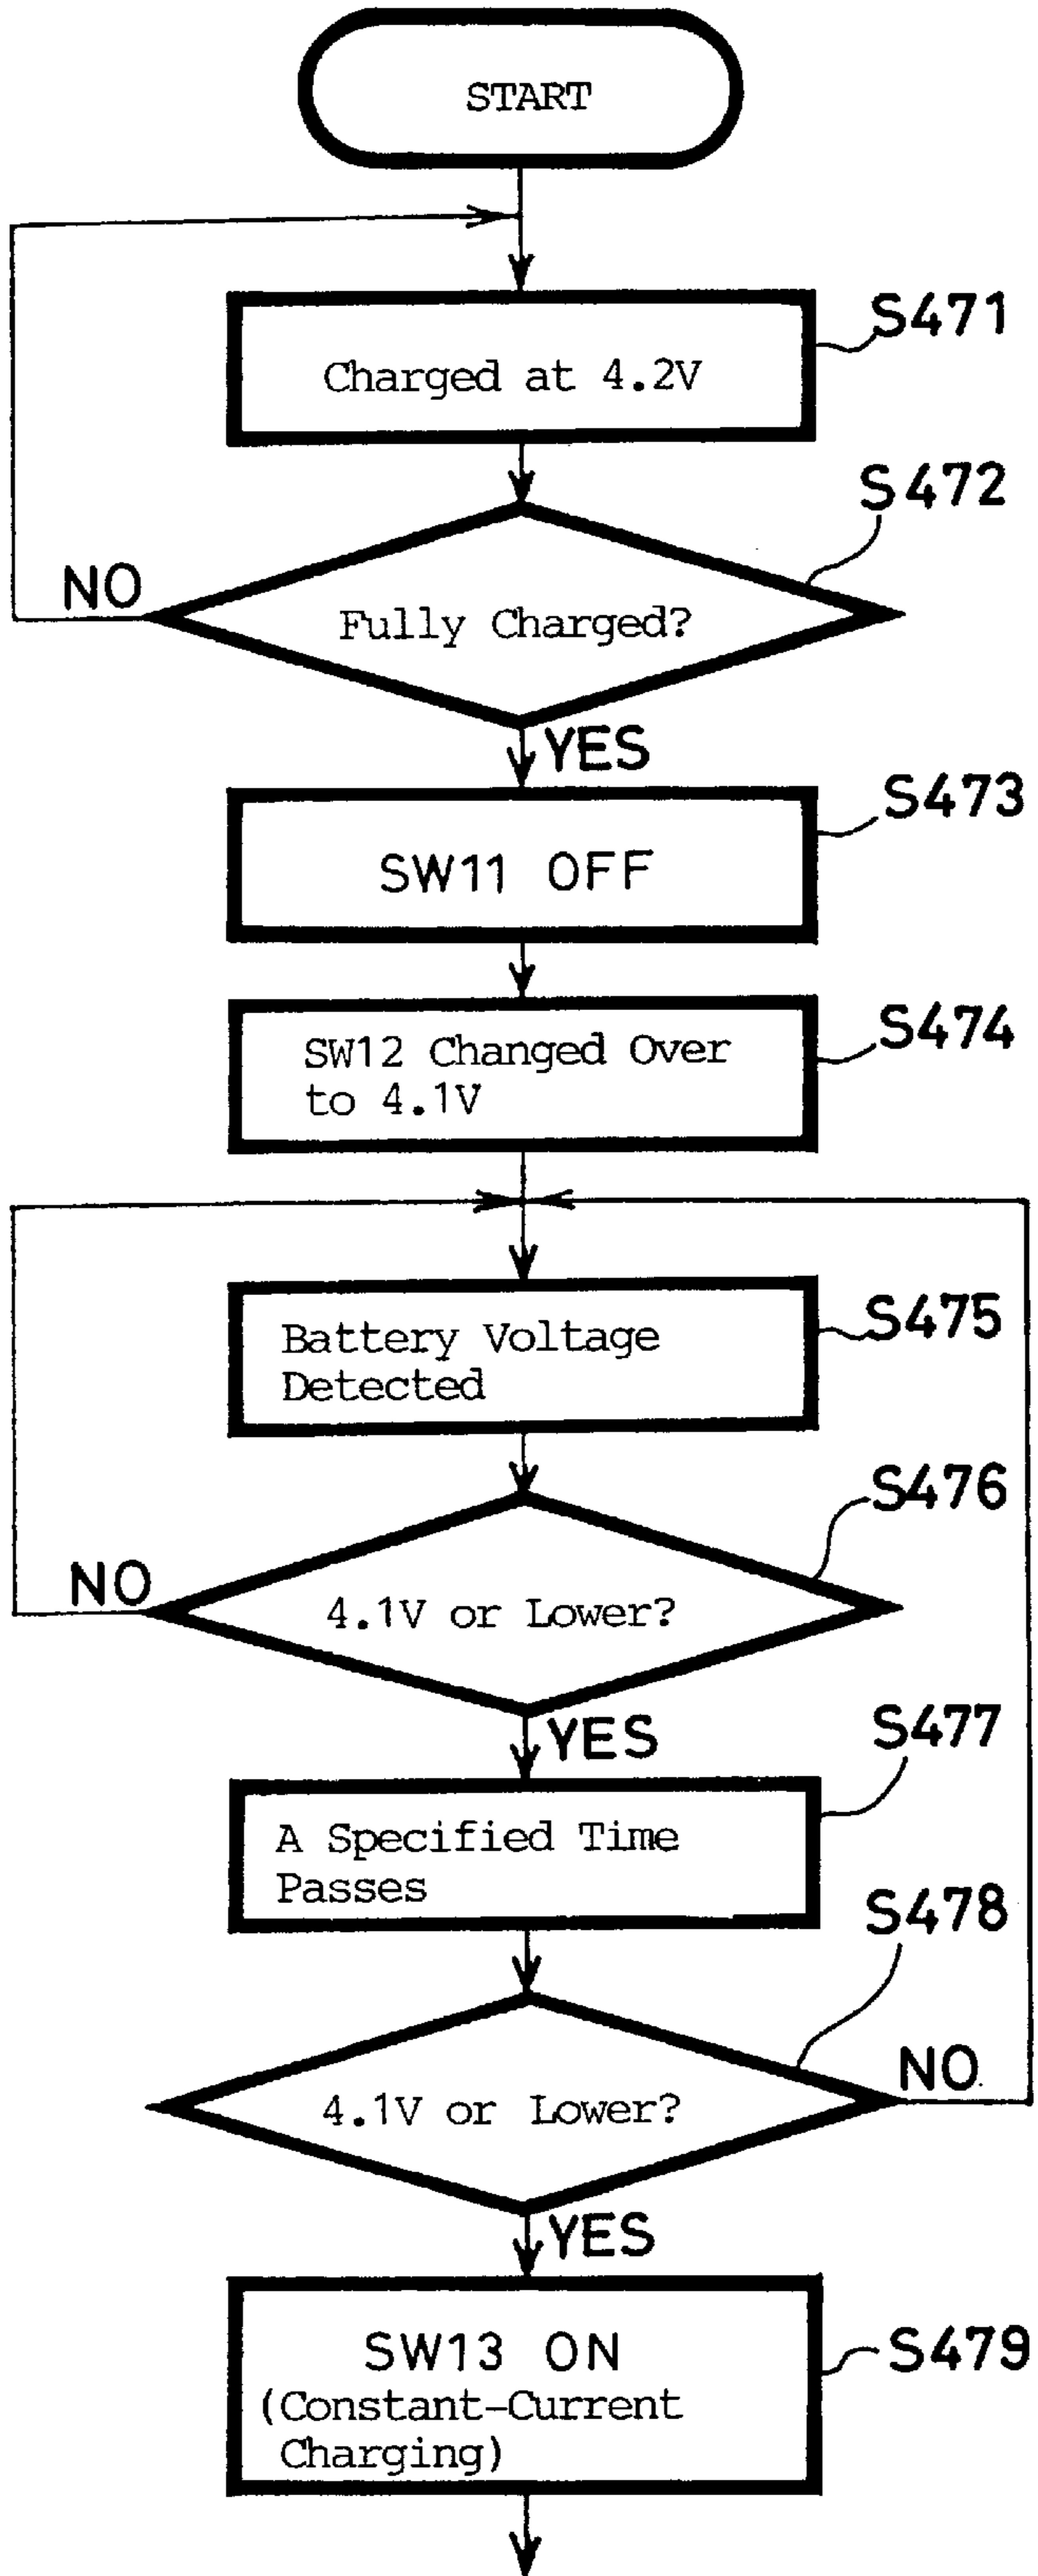 START
S471
Charged at 4.2V
S472
NO
Fully Charged?
YES
S473
SW11 OFF
S474
SW12 Changed Over
to 4.1V
S475
Battery Voltage
Detected
S476
NO
4.1V or Lower?
YES
S477
A Specified Time
Passes
S478
NO
4.1V or Lower?
YES
S479
SW13 ON
(Constant-Current
Charging)